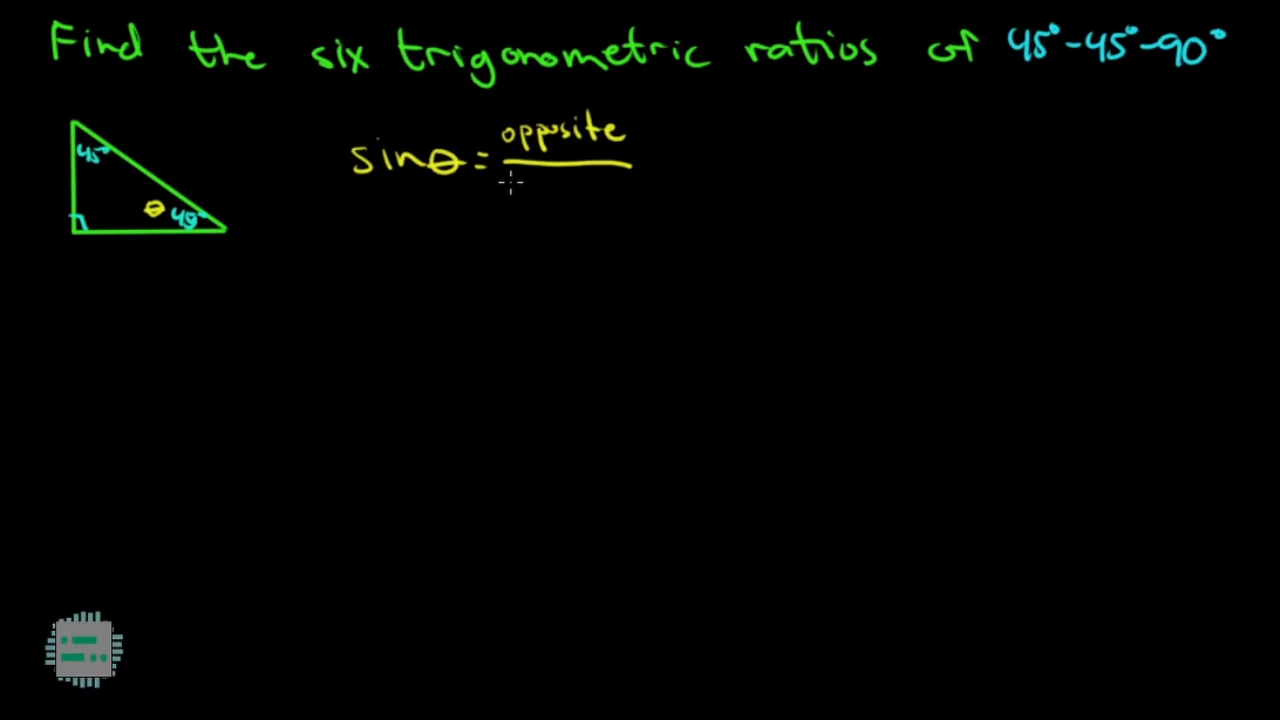 Find the six trigonometric ratios of 45°-45°-90°
sinθ = opposite
45°
θ 45°